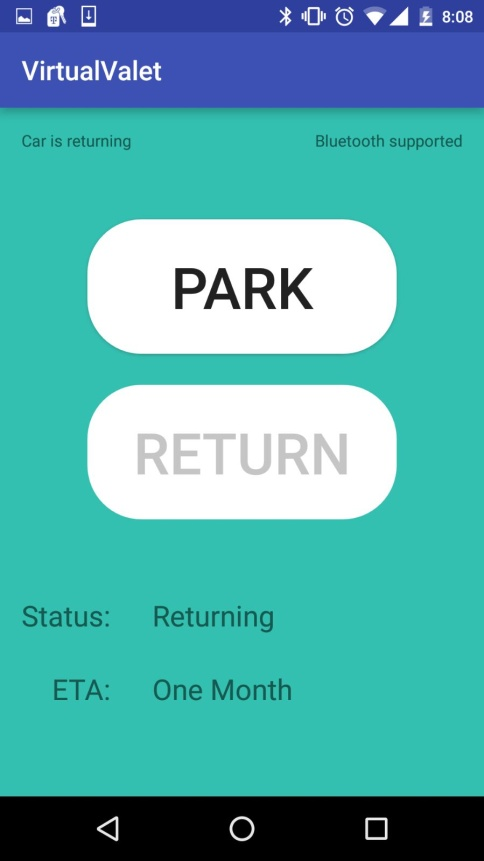 8:08
VirtualValet
Car is returning Bluetooth supported
PARK
RETURN
Status: Returning
ETA: One Month